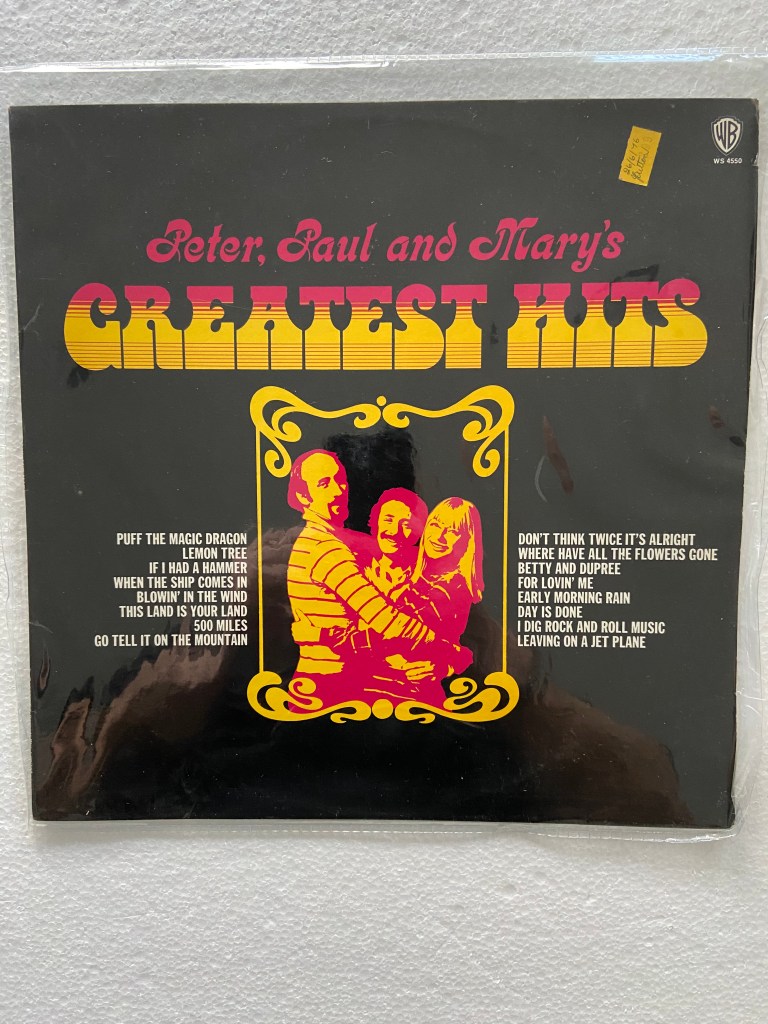 WB
WS 4550
26/6/76
Peter, Paul and Mary's
GREATEST HITS
PUFF THE MAGIC DRAGON
LEMON TREE
IF I HAD A HAMMER
WHEN THE SHIP COMES IN
BLOWIN' IN THE WIND
THIS LAND IS YOUR LAND
500 MILES
GO TELL IT ON THE MOUNTAIN
DON'T THINK TWICE IT'S ALRIGHT
WHERE HAVE ALL THE FLOWERS GONE
BETTY AND DUPREE
FOR LOVIN' ME
EARLY MORNING RAIN
DAY IS DONE
I DIG ROCK AND ROLL MUSIC
LEAVING ON A JET PLANE